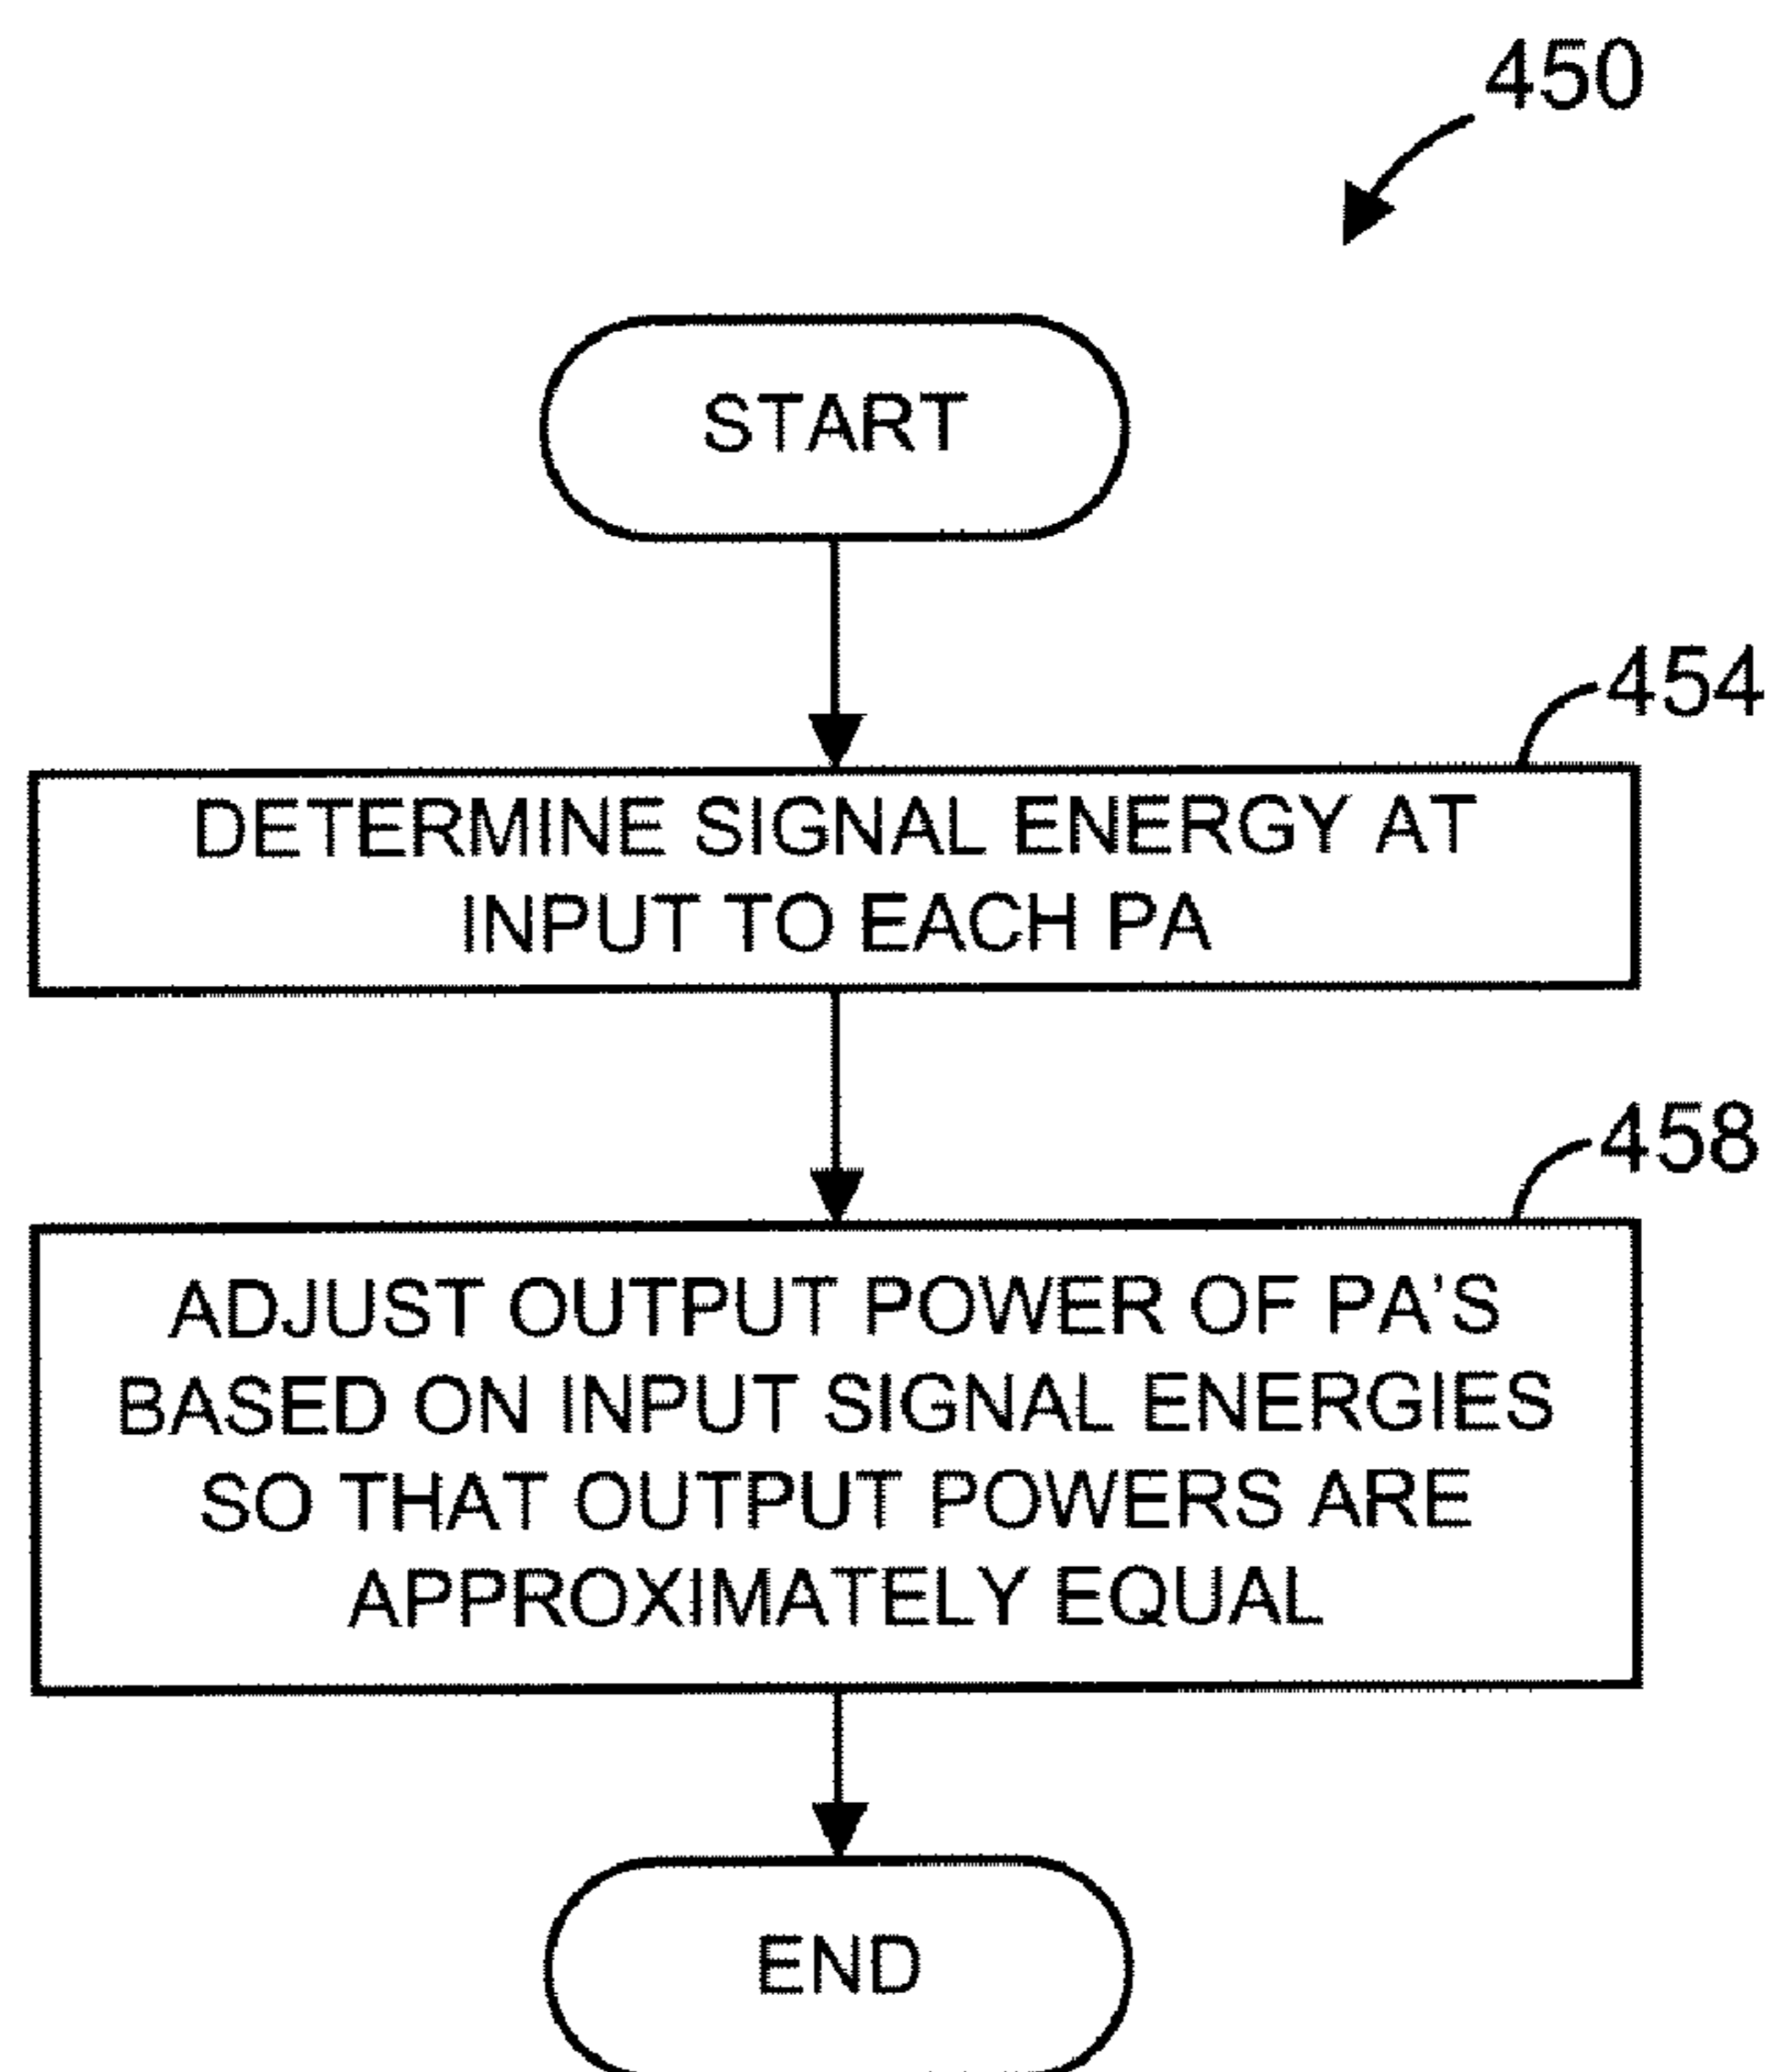 450
START
454
DETERMINE SIGNAL ENERGY AT
INPUT TO EACH PA
458
ADJUST OUTPUT POWER OF PA'S
BASED ON INPUT SIGNAL ENERGIES
SO THAT OUTPUT POWERS ARE
APPROXIMATELY EQUAL
END